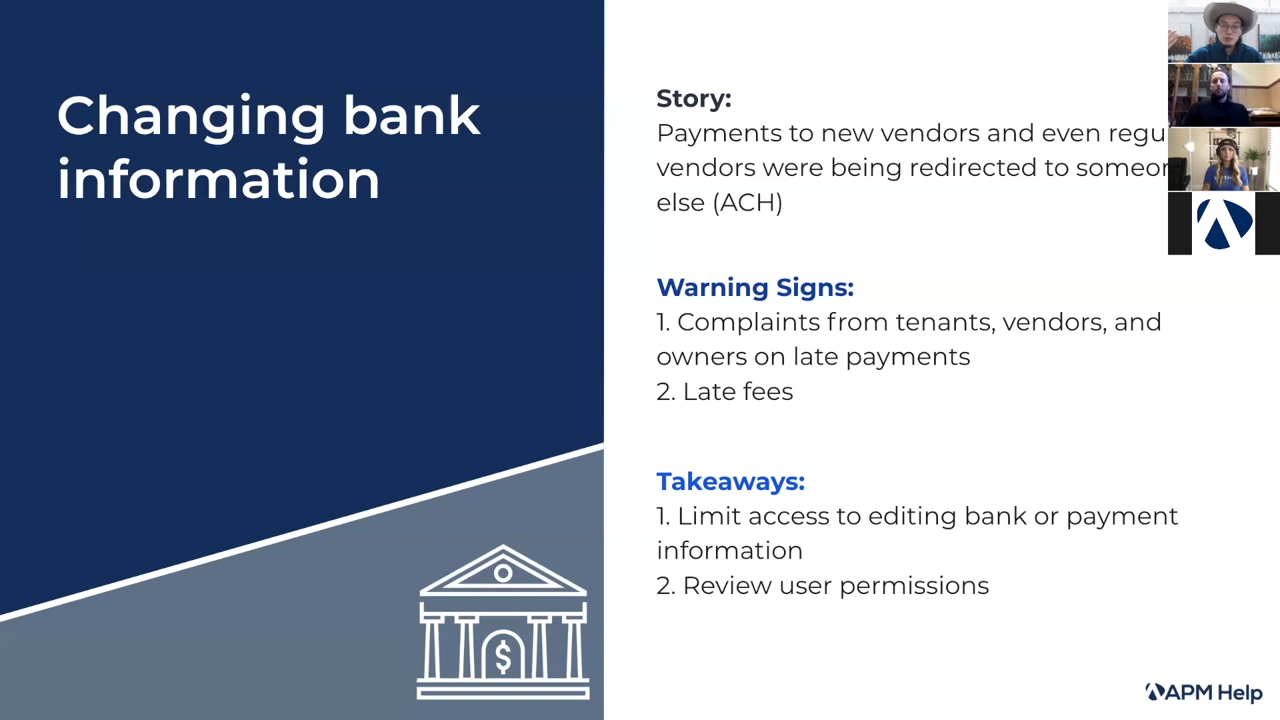 Changing bank
information
Story:
Payments to new vendors and even
vendors were being redirected to
else (ACH)
Warning Signs:
1. Complaints from tenants, vendors, and
owners on late payments
2. Late fees
Takeaways:
1. Limit access to editing bank or payment
information
2. Review user permissions
$
APM Help